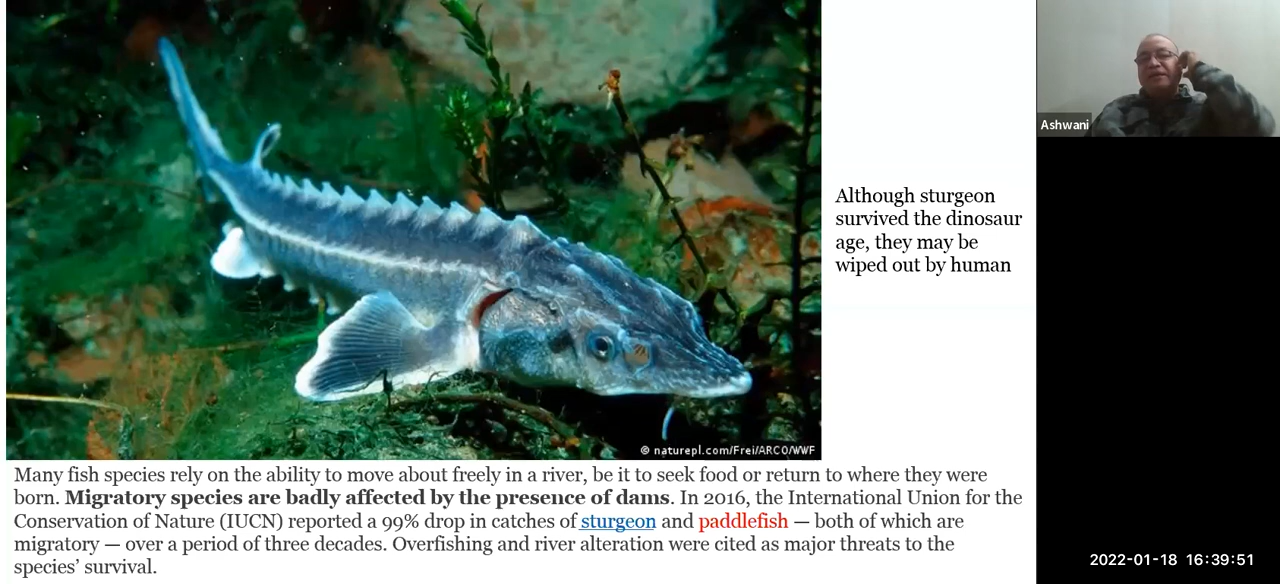 Although sturgeon
survived the dinosaur
age, they may be
wiped out by human
© naturepl.com/Frei/ARCO/WWF
Many fish species rely on the ability to move about freely in a river, be it to seek food or return to where they were
born. Migratory species are badly affected by the presence of dams. In 2016, the International Union for the
Conservation of Nature (IUCN) reported a 99% drop in catches of sturgeon and paddlefish — both of which are
migratory — over a period of three decades. Overfishing and river alteration were cited as major threats to the
species’ survival.
Ashwani
2022-01-18 16:39:51